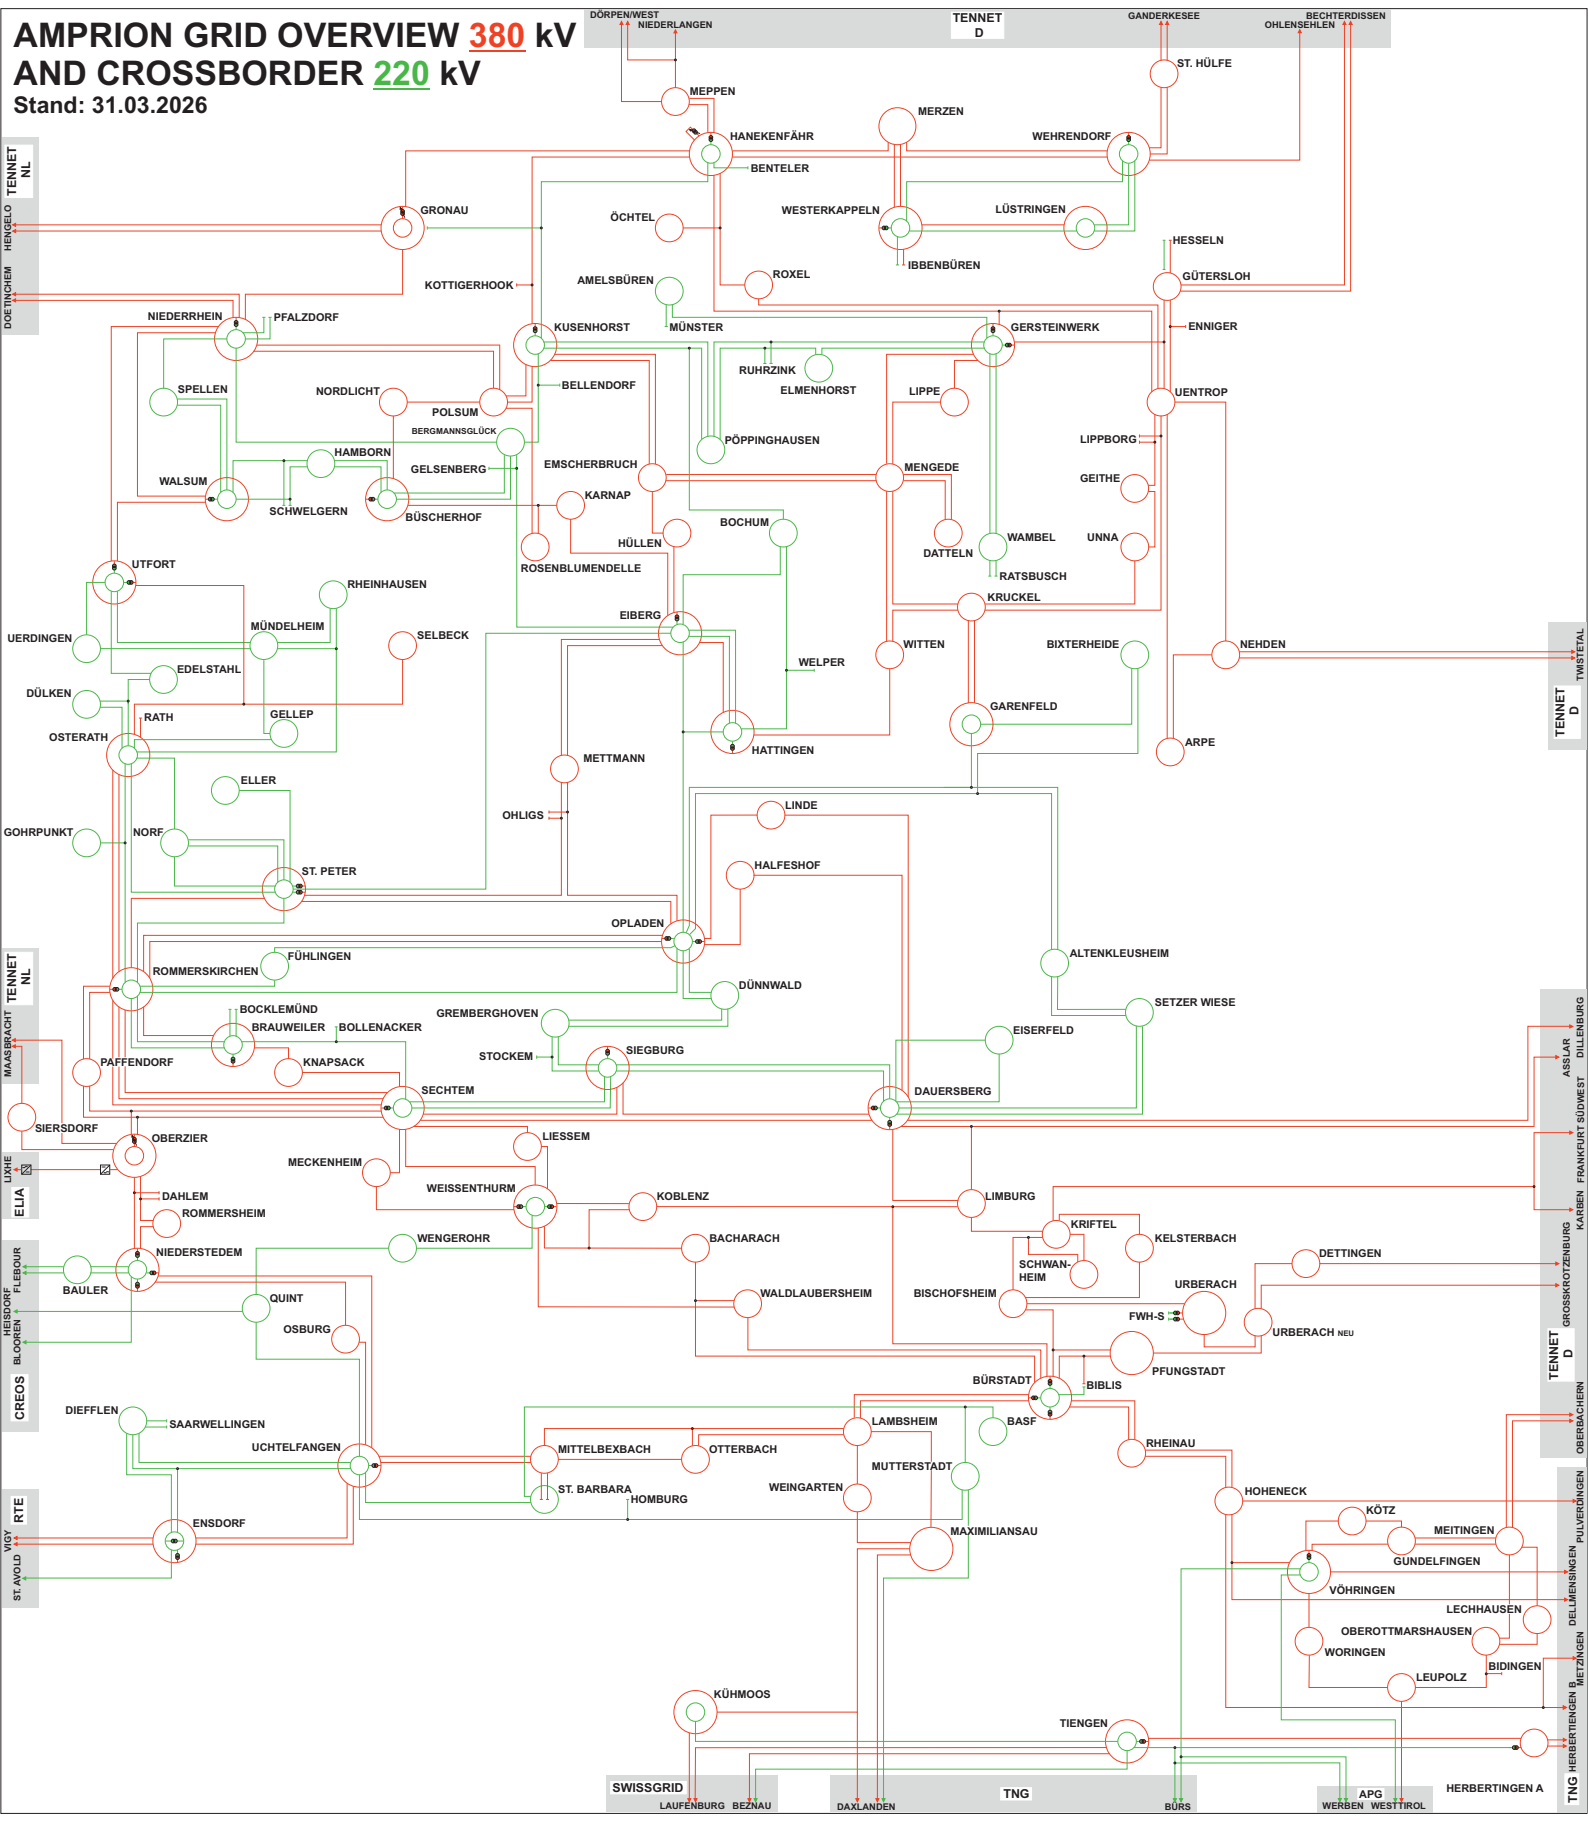 AMPRION GRID OVERVIEW 380 kV
AND CROSSBORDER 220 kV
Stand: 31.03.2026
DÖRPEN/WEST
NIEDERLANGEN
TENNET
D
GANDERKESEE
BECHTERDISSEN
OHLENSEHLEN
ST. HÜLFE
MEPPEN
MERZEN
HANEKENFÄHR
WEHRENDORF
BENTELER
TENNET
NL
HENGELO
DOETINCHEM
GRONAU
ÖCHTEL
WESTERKAPPELN
LÜSTRINGEN
HESSELN
IBBENBÜREN
KOTTIGERHOOK
AMELSBÜREN
ROXEL
GÜTERSLOH
NIEDERRHEIN
PFALZDORF
KUSENHORST
MÜNSTER
GERSTEINWERK
ENNIGER
RUHRZINK
ELMENHORST
SPELLEN
NORDLICHT
POLSUM
BELLENDORF
LIPPE
UENTROP
BERGMANNSGLÜCK
PÖPPINGHAUSEN
LIPPBORG
HAMBORN
GELSENBERG
EMSCHERBRUCH
MENGEDE
GEITHE
WALSUM
SCHWELGERN
BÜSCHERHOF
KARNAP
BOCHUM
HÜLLEN
ROSENBLUMENDELLE
DATTELN
WAMBEL
UNNA
RATSBUSCH
UTFORT
RHEINHAUSEN
EIBERG
KRUCKEL
UERDINGEN
MÜNDELHEIM
SELBECK
WITTEN
BIXTERHEIDE
NEHDEN
TWISTETAL
TENNET
D
EDELSTAHL
WELPER
DÜLKEN
RATH
GELLEP
GARENFELD
OSTERATH
HATTINGEN
ARPE
METTMANN
ELLER
LINDE
OHLIGS
GOHRPUNKT
NORF
HALFESHOF
ST. PETER
OPLADEN
TENNET
NL
MAASBRACHT
FÜHLINGEN
ROMMERSKIRCHEN
ALTENKLEUSHEIM
DÜNNWALD
BOCKLEMÜND
BRAUWEILER
BOLLENACKER
GREMBERGHOVEN
SETZER WIESE
EISERFELD
STOCKEM
SIEGBURG
DILLENBURG
ASSLAR
PAFFENDORF
KNAPSACK
SECHTEM
DAUERSBERG
SIERSDORF
OBERZIER
LIESSEM
FRANKFURT SÜDWEST
LIXHE
ELIA
MECKENHEIM
WEISSENTHURM
KOBLENZ
LIMBURG
KARBEN
DAHLEM
ROMMERSHEIM
KRIFTEL
KELSTERBACH
WENGEROHR
BACHARACH
DETTINGEN
NIEDERSTEDEM
SCHWAN-
HEIM
FLEBOUR
BAULER
QUINT
WALDLAUBERSHEIM
BISCHOFSHEIM
URBERACH
FWH-S
GROSSKROTZENBURG
HEISDORF
BLOOREN
CREOS
OSBURG
URBERACH NEU
TENNET
D
PFUNGSTADT
BÜRSTADT
BIBLIS
OBERBACHERN
DIEFFLEN
SAARWELLINGEN
LAMBSHEIM
BASF
UCHTELFANGEN
MITTELBEXBACH
OTTERBACH
RHEINAU
MUTTERSTADT
WEINGARTEN
ST. BARBARA
HOMBURG
HOHENECK
PULVERDINGEN
RTE
VIGY
ST. AVOLD
ENSDORF
MAXIMILIANSAU
KÖTZ
MEITINGEN
GUNDELFINGEN
VÖHRINGEN
DELLMENSINGEN
LECHHAUSEN
OBEROTTMARSHAUSEN
WORINGEN
BIDINGEN
LEUPOLZ
METZINGEN
KÜHMOOS
TIENGEN
HERBERTIENGEN B
TNG
HERBERTINGEN A
SWISSGRID
LAUFENBURG
BEZNAU
TNG
DAXLANDEN
BÜRS
APG
WERBEN
WESTTIROL